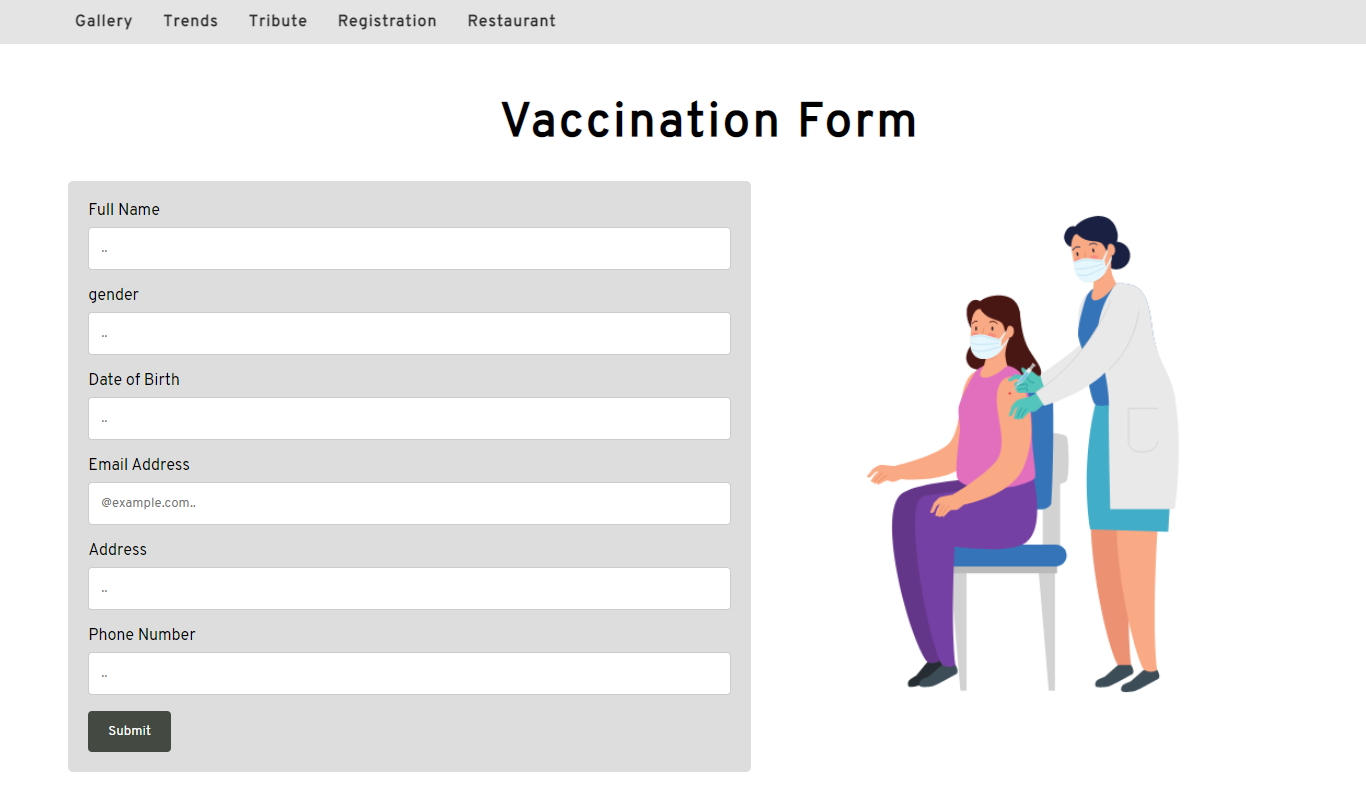 Gallery Trends Tribute Registration Restaurant
Vaccination Form
Full Name
..
gender
..
Date of Birth
..
Email Address
@example.com..
Address
..
Phone Number
..
Submit